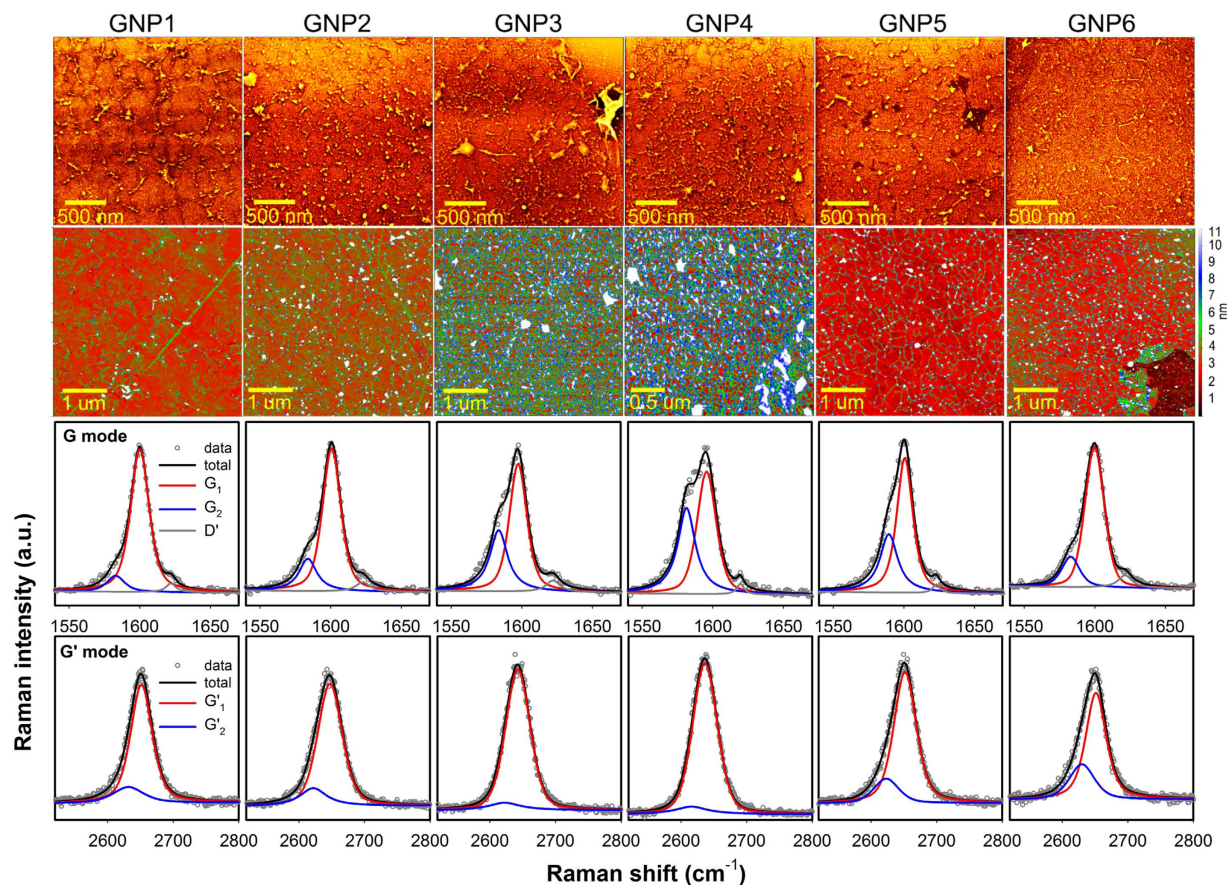 GNP1 GNP2 GNP3 GNP4 GNP5 GNP6
500 nm 500 nm 500 nm 500 nm 500 nm 500 nm
11
10
9
8
7
6
5
4
3
2
1
nm
1 um 1 um 1 um 0.5 um 1 um 1 um
Raman intensity (a.u.)
G mode
data
total
G₁
G₂
D'
1550 1600 1650 1550 1600 1650 1550 1600 1650 1550 1600 1650 1550 1600 1650 1550 1600 1650
G' mode
data
total
G'₁
G'₂
2600 2700 2800 2600 2700 2800 2600 2700 2800 2600 2700 2800 2600 2700 2800 2600 2700 2800
Raman shift (cm⁻¹)